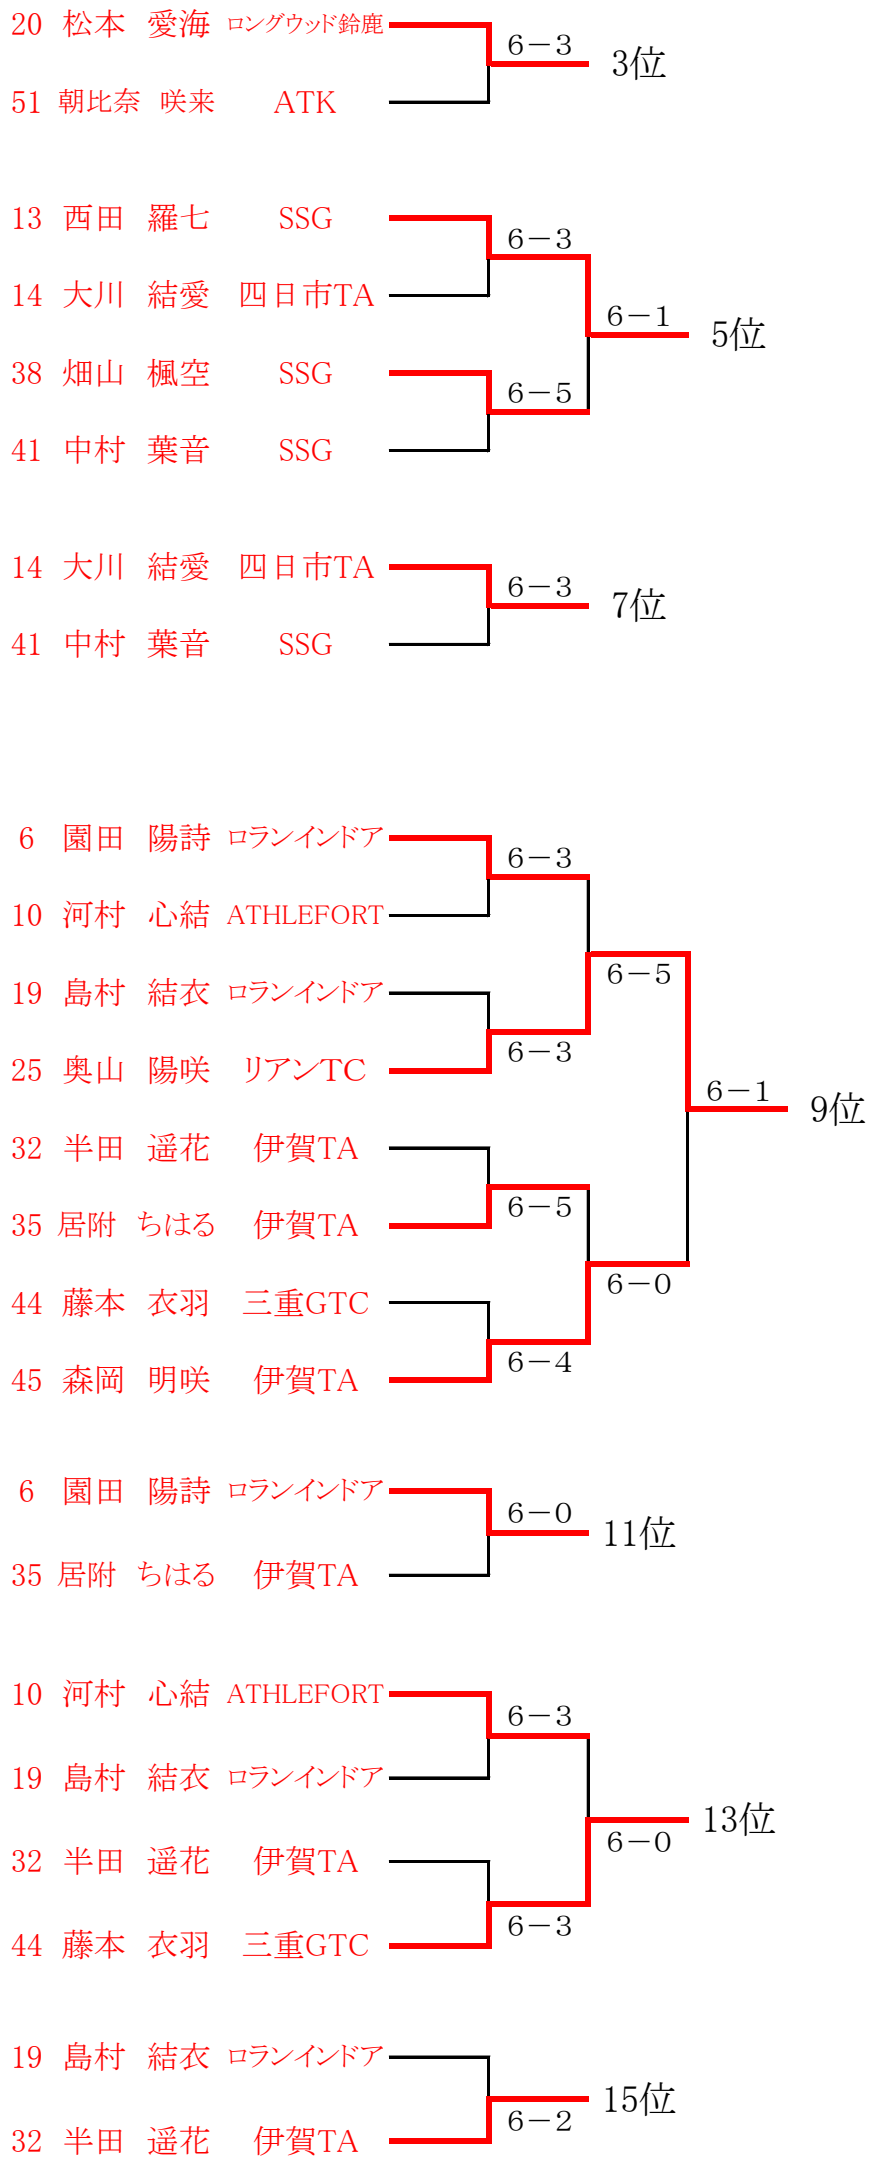 20 松本 愛海 ロングウッド鈴鹿
6－3
3位
51 朝比奈 咲来 ATK
13 西田 羅七 SSG
6－3
14 大川 結愛 四日市TA
6－1
5位
38 畑山 楓空 SSG
6－5
41 中村 葉音 SSG
14 大川 結愛 四日市TA
6－3
7位
41 中村 葉音 SSG
6 園田 陽詩 ロランインドア
6－3
10 河村 心結 ATHLEFORT
6－5
19 島村 結衣 ロランインドア
6－3
25 奥山 陽咲 リアンTC
6－1
9位
32 半田 遥花 伊賀TA
6－5
35 居附 ちはる 伊賀TA
6－0
44 藤本 衣羽 三重GTC
6－4
45 森岡 明咲 伊賀TA
6 園田 陽詩 ロランインドア
6－0
11位
35 居附 ちはる 伊賀TA
10 河村 心結 ATHLEFORT
6－3
19 島村 結衣 ロランインドア
13位
6－0
32 半田 遥花 伊賀TA
6－3
44 藤本 衣羽 三重GTC
19 島村 結衣 ロランインドア
15位
6－2
32 半田 遥花 伊賀TA